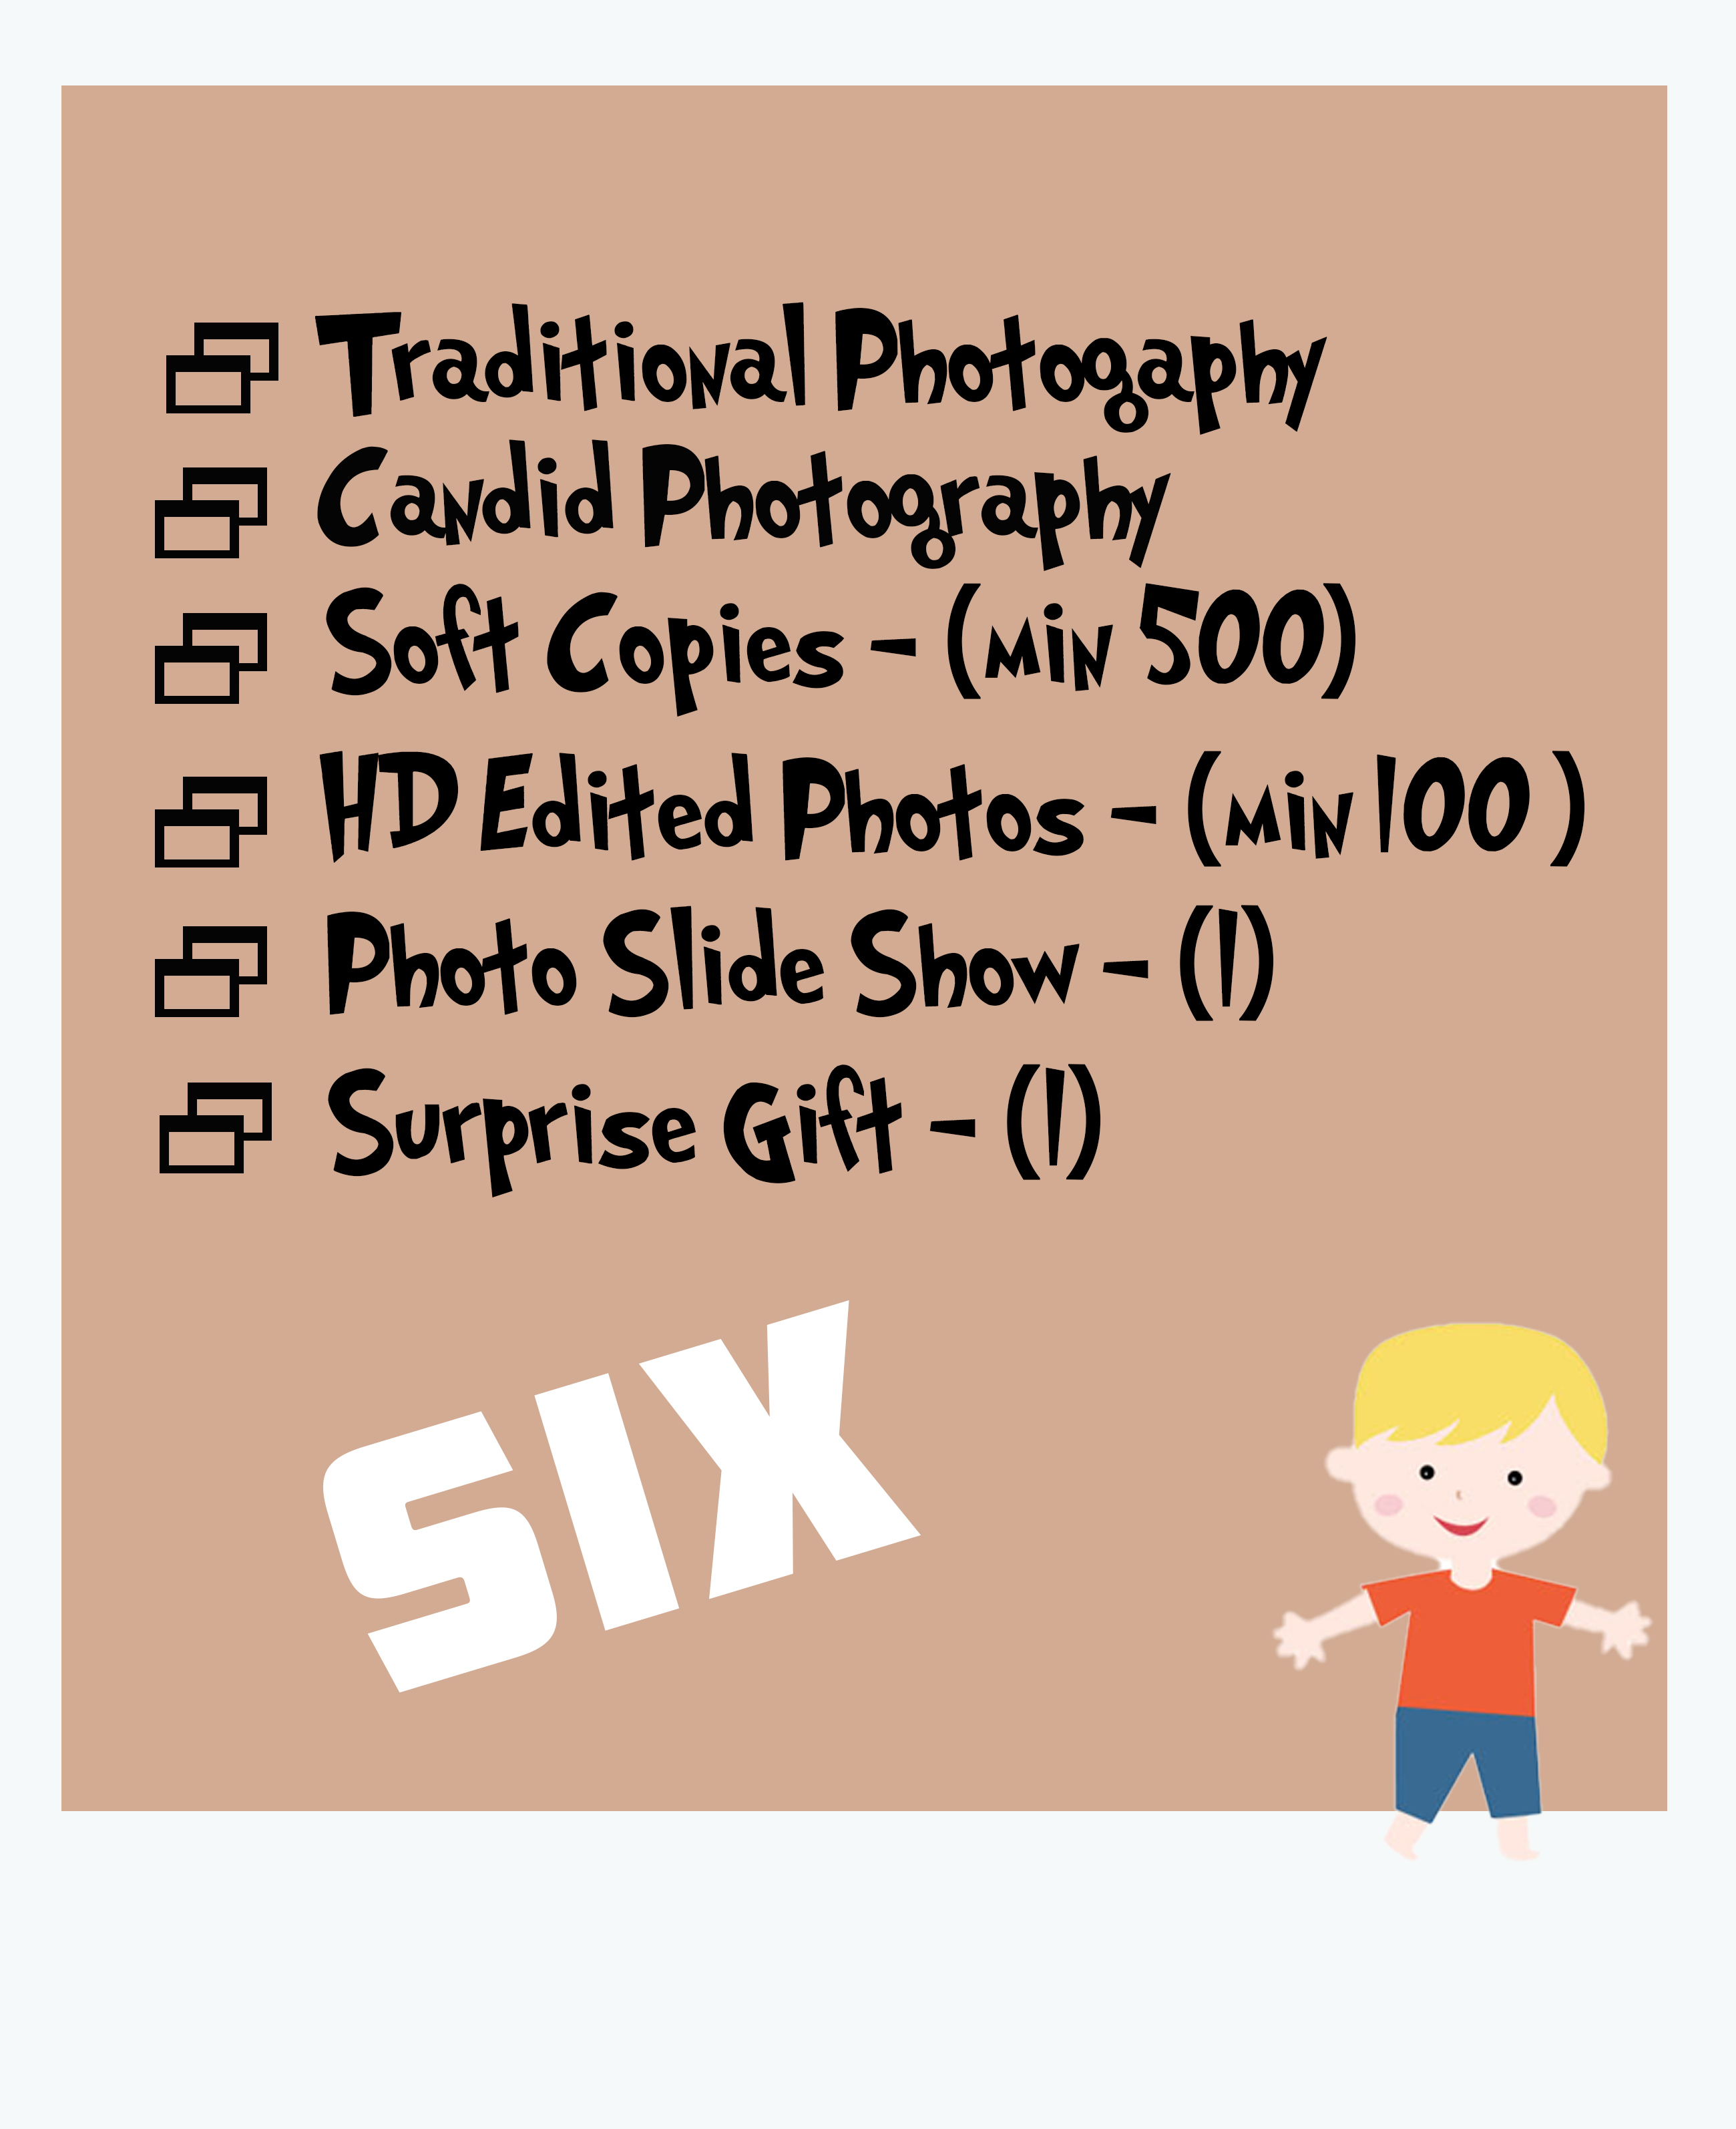 Traditional Photogaphy
Candid Photography
Soft Copies - (min 500)
HD Edited Photos - (min 100 )
Photo Slide Show - (1)
Surprise Gift - (1)
SIX